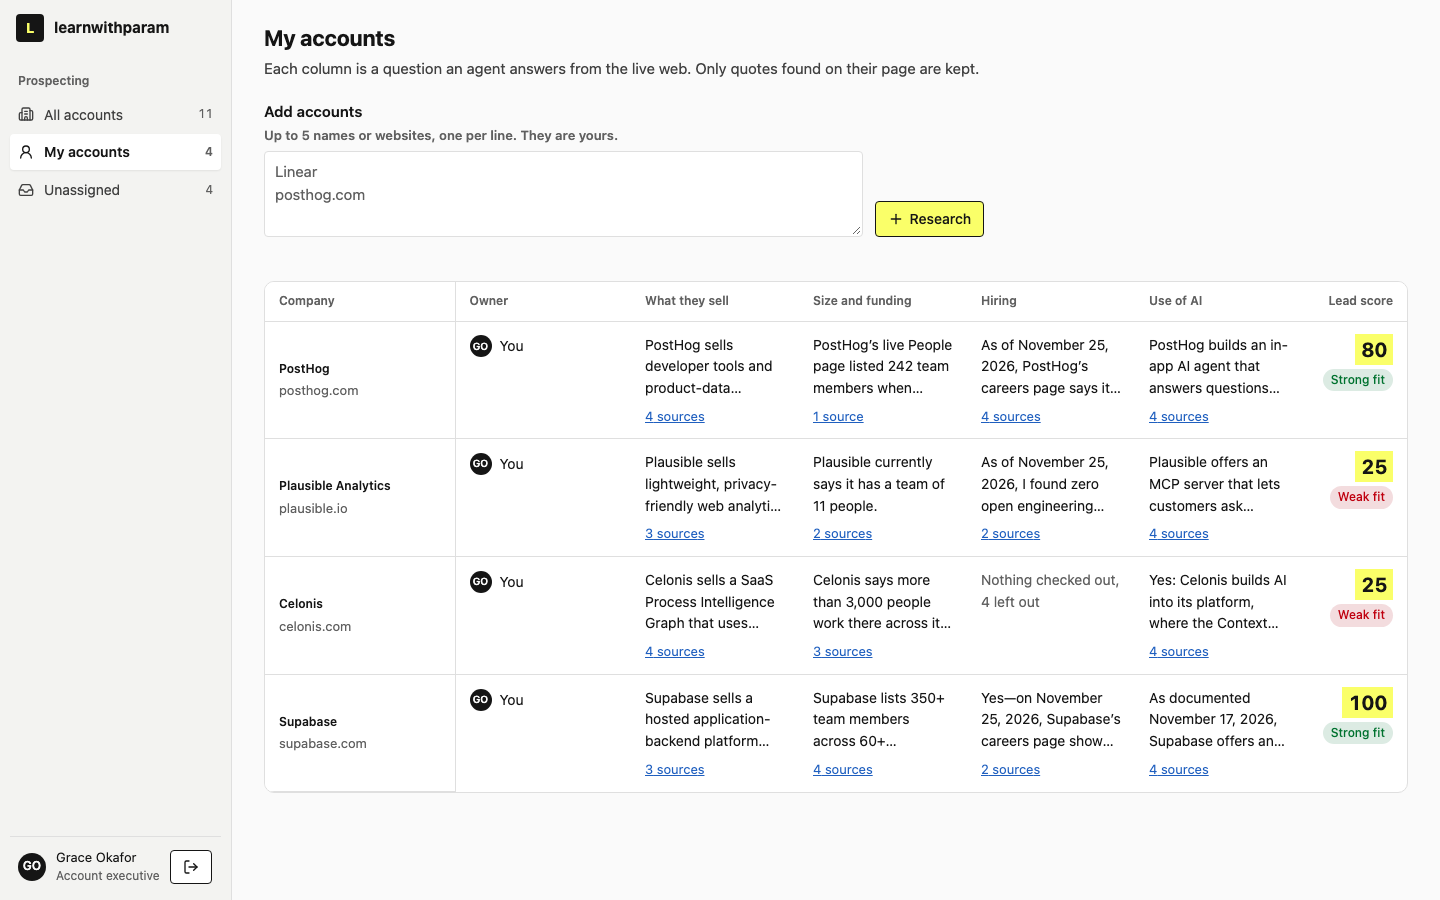 L learnwithparam
Prospecting
All accounts 11
My accounts 4
Unassigned 4
GO Grace Okafor
Account executive
My accounts
Each column is a question an agent answers from the live web. Only quotes found on their page are kept.
Add accounts
Up to 5 names or websites, one per line. They are yours.
Linear
posthog.com
+ Research
Company Owner What they sell Size and funding Hiring Use of AI Lead score
PostHog
posthog.com
GO You
PostHog sells
developer tools and
product-data...
4 sources
PostHog's live People
page listed 242 team
members when...
1 source
As of November 25,
2026, PostHog's
careers page says it...
4 sources
PostHog builds an in-
app AI agent that
answers questions...
4 sources
80
Strong fit
Plausible Analytics
plausible.io
GO You
Plausible sells
lightweight, privacy-
friendly web analyti...
3 sources
Plausible currently
says it has a team of
11 people.
2 sources
As of November 25,
2026, I found zero
open engineering...
2 sources
Plausible offers an
MCP server that lets
customers ask...
4 sources
25
Weak fit
Celonis
celonis.com
GO You
Celonis sells a SaaS
Process Intelligence
Graph that uses...
4 sources
Celonis says more
than 3,000 people
work there across it...
3 sources
Nothing checked out,
4 left out
Yes: Celonis builds AI
into its platform,
where the Context...
4 sources
25
Weak fit
Supabase
supabase.com
GO You
Supabase sells a
hosted application-
backend platform...
3 sources
Supabase lists 350+
team members
across 60+...
4 sources
Yes—on November
25, 2026, Supabase's
careers page show...
2 sources
As documented
November 17, 2026,
Supabase offers an...
4 sources
100
Strong fit